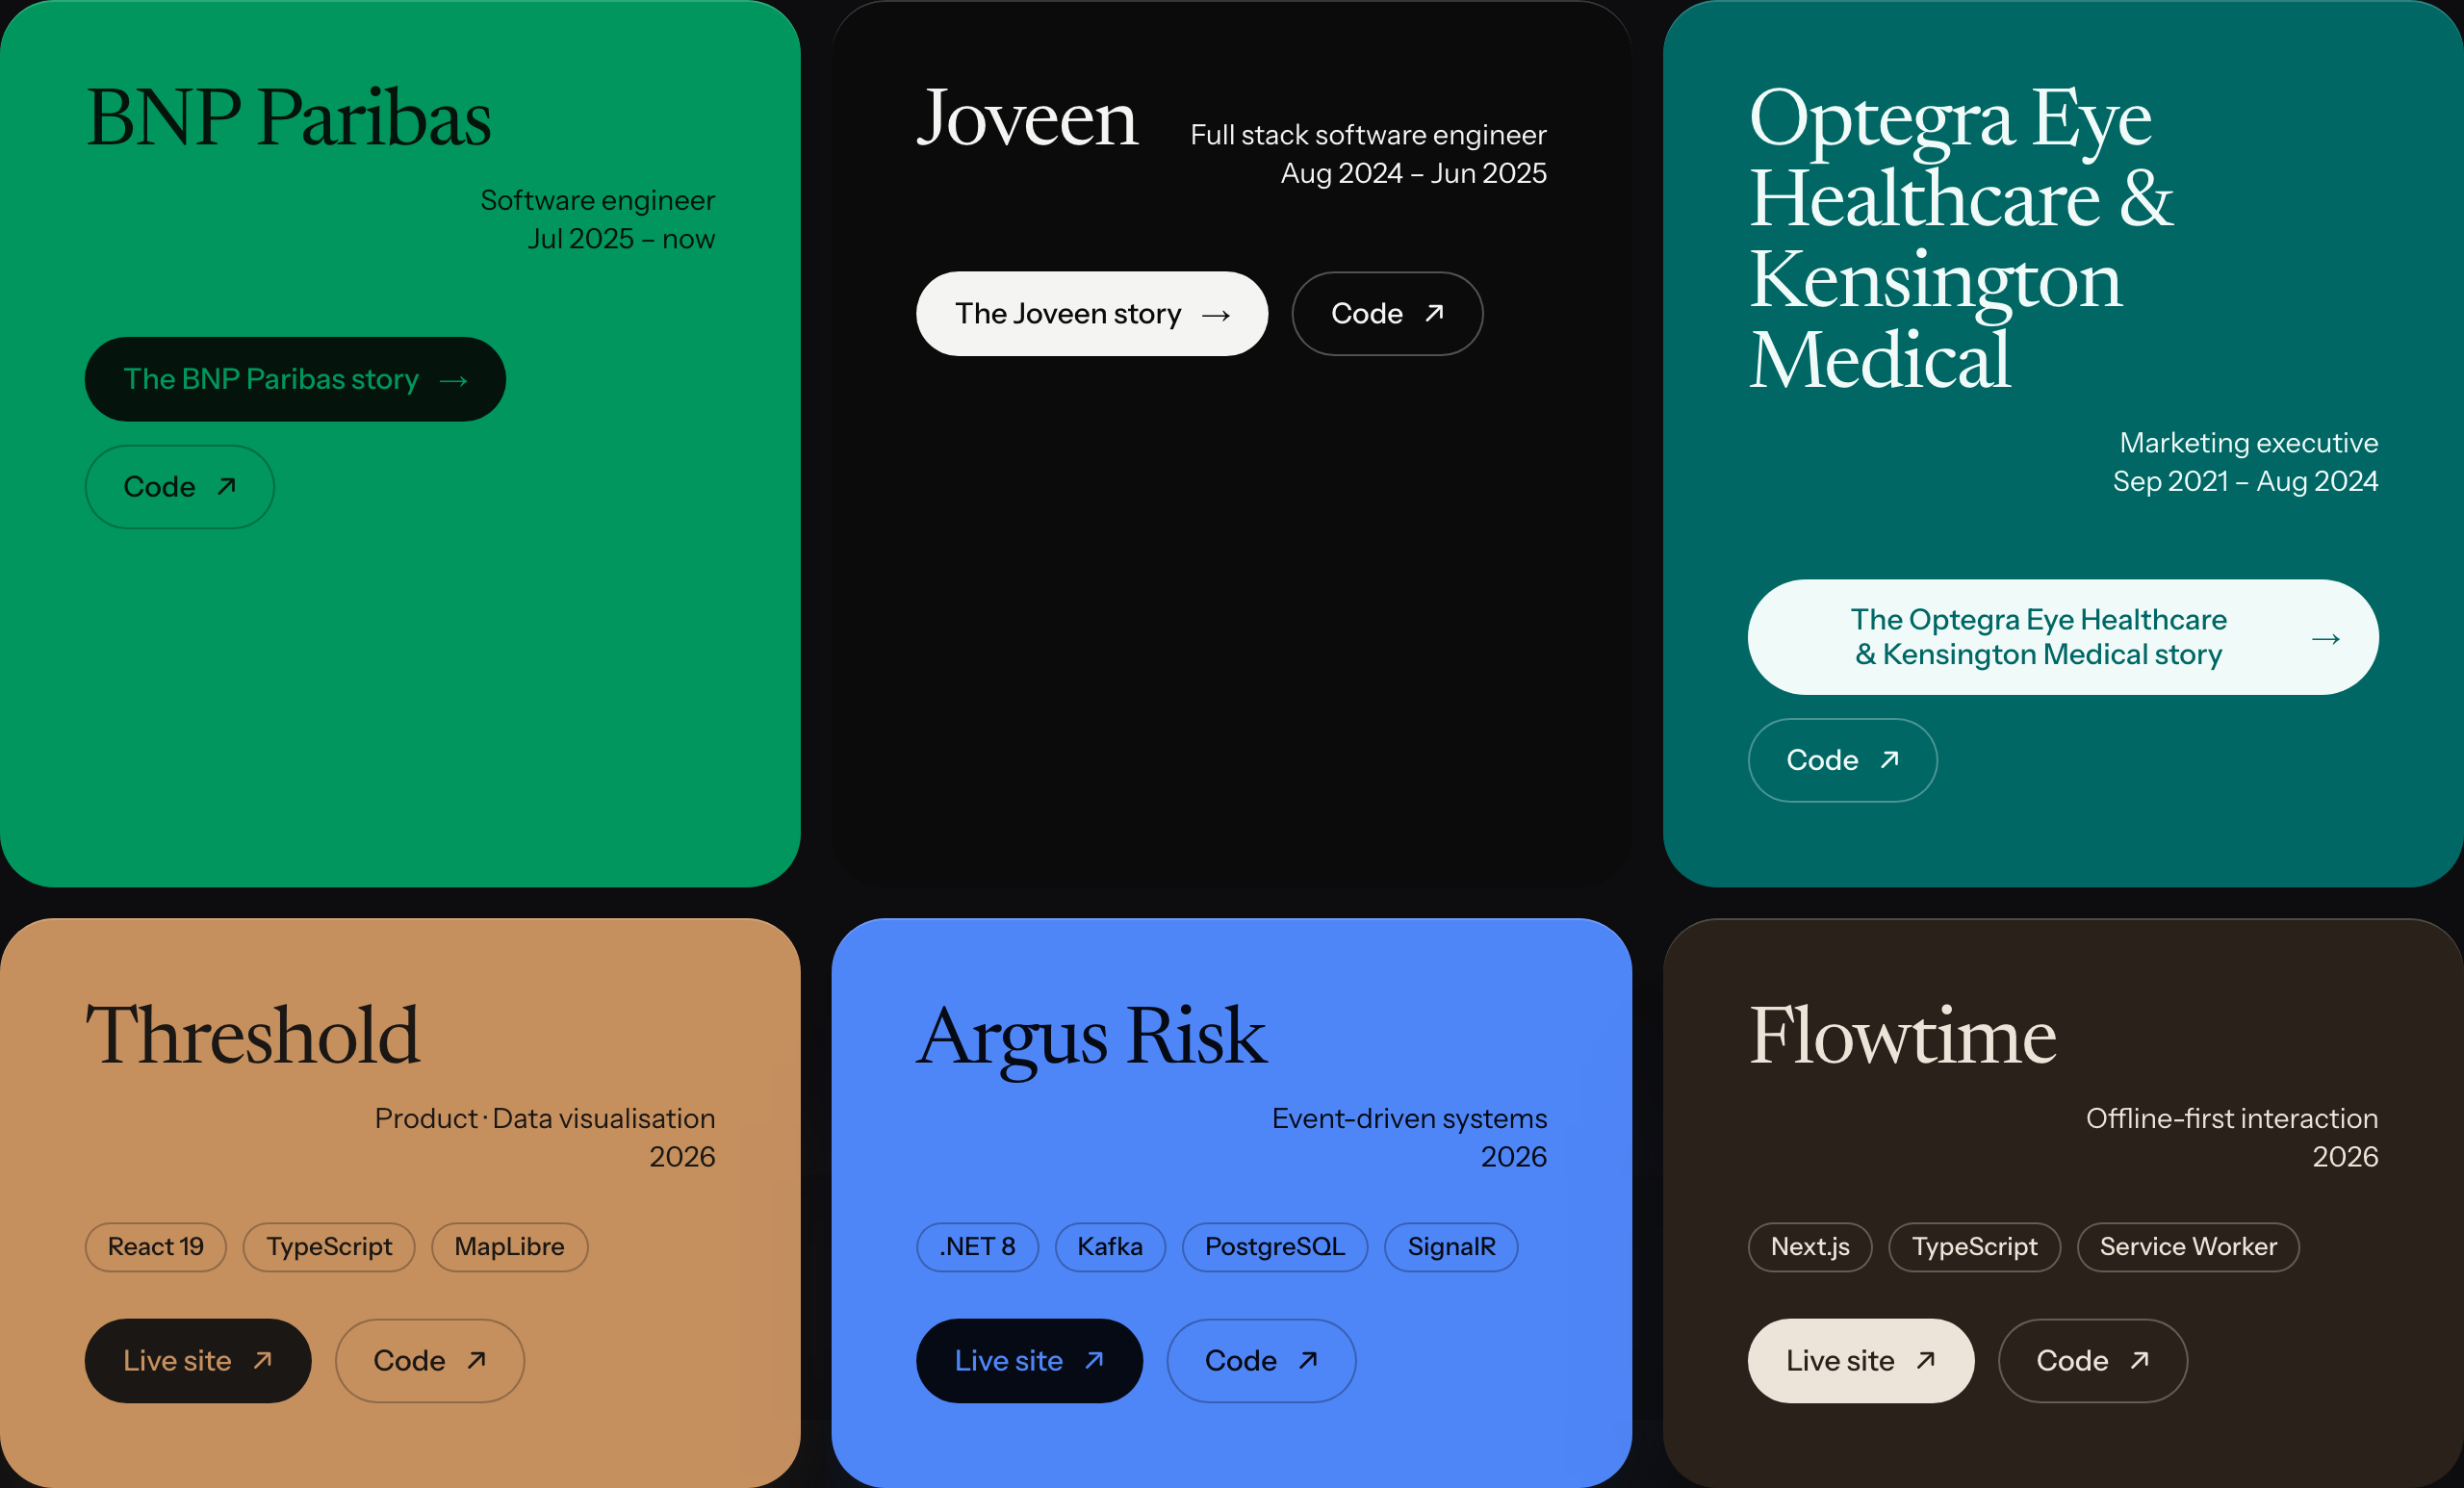 BNP Paribas
Software engineer
Jul 2025 – now
The BNP Paribas story →
Code ↗
Joveen
Full stack software engineer
Aug 2024 – Jun 2025
The Joveen story →
Code ↗
Optegra Eye
Healthcare &
Kensington
Medical
Marketing executive
Sep 2021 – Aug 2024
The Optegra Eye Healthcare
& Kensington Medical story →
Code ↗
Threshold
Product · Data visualisation
2026
React 19 TypeScript MapLibre
Live site ↗ Code ↗
Argus Risk
Event-driven systems
2026
.NET 8 Kafka PostgreSQL SignalR
Live site ↗ Code ↗
Flowtime
Offline-first interaction
2026
Next.js TypeScript Service Worker
Live site ↗ Code ↗